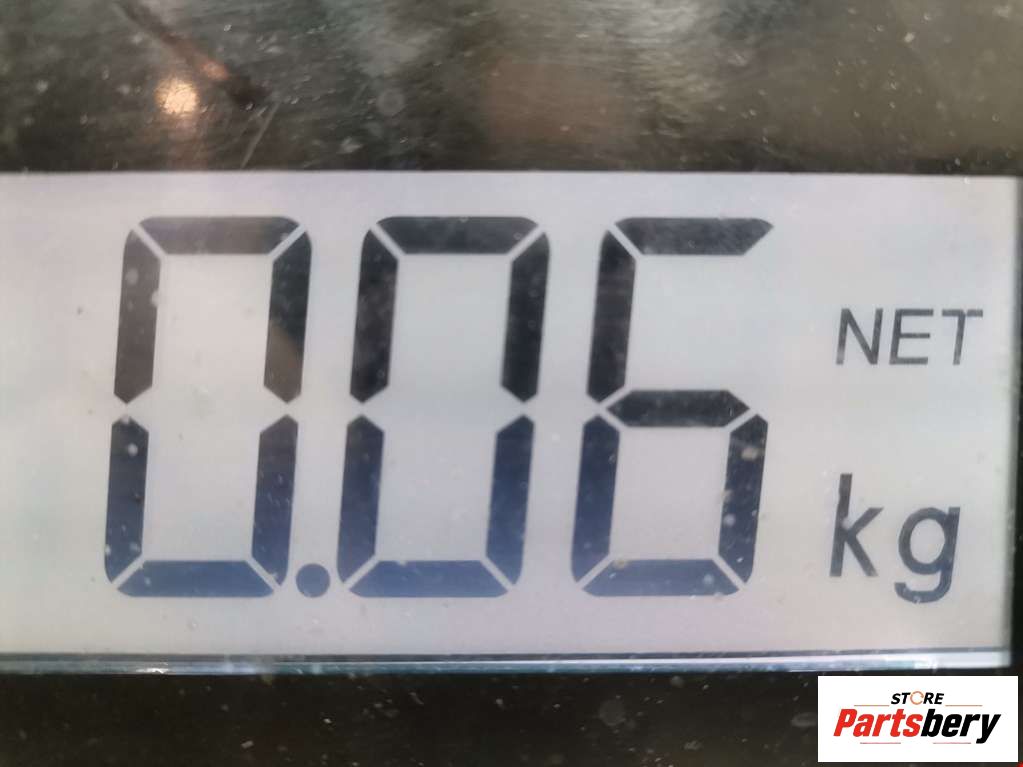 0.06
NET
kg
STORE
Partsbery